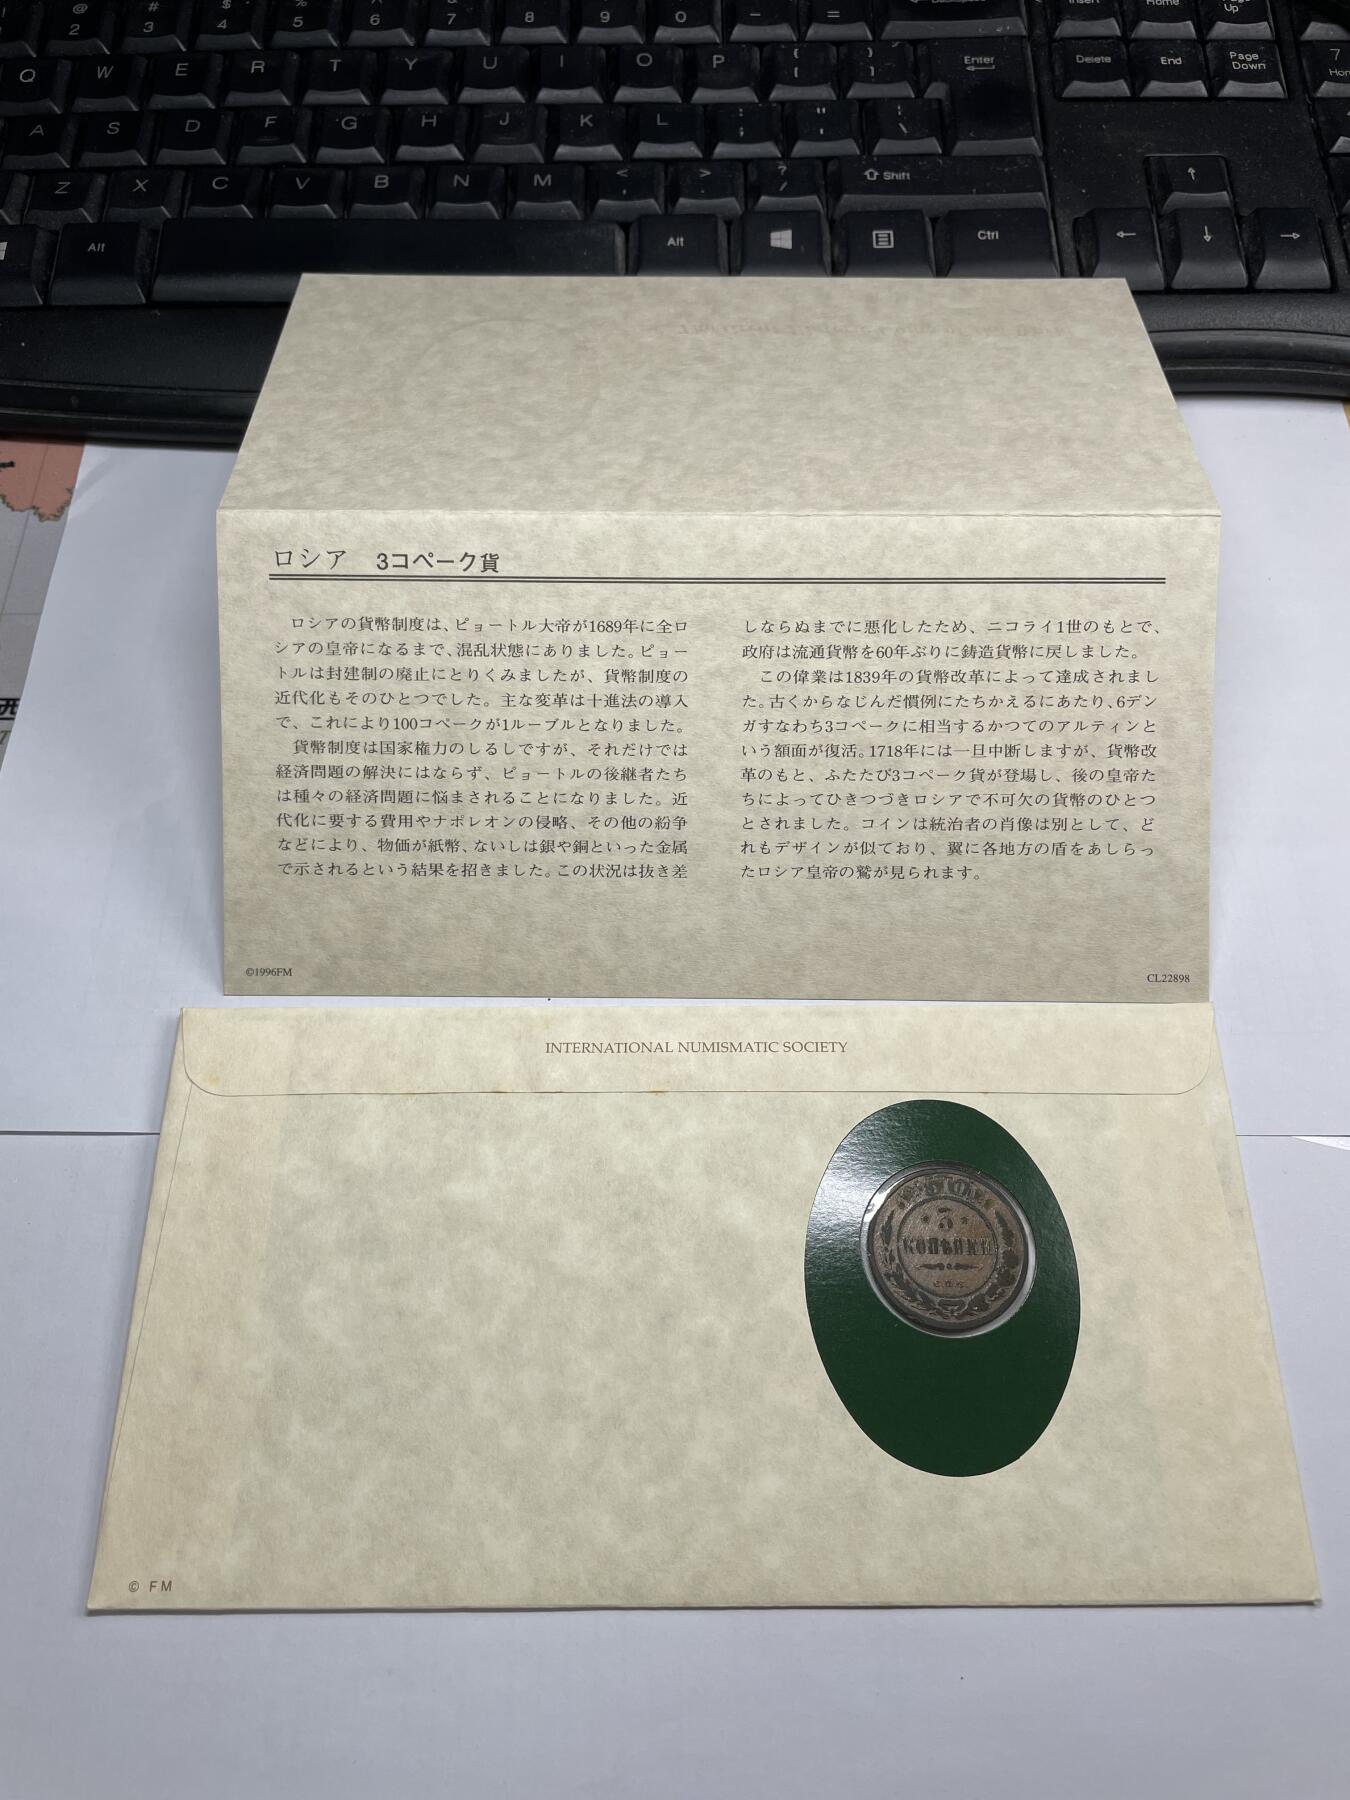 @ # $ % ^ & * ( ) _ +
2 3 4 5 6 7 8 9 0 - =
Insert Home Page Up
Q W E R T Y U I O P { [ } ] Enter Delete End Page Down 7
A S D F G H J K L : ; " ' | \
Z X C V B N M < , > . ? / Shift
Alt Alt Ctrl
ロシア 3コペーク貨
ロシアの貨幣制度は、ピョートル大帝が1689年に全ロ
シアの皇帝になるまで、混乱状態にありました。ピョー
トルは封建制の廃止にとりくみましたが、貨幣制度の
近代化もそのひとつでした。主な変革は十進法の導入
で、これにより100コペークが1ルーブルとなりました。
貨幣制度は国家権力のしるしですが、それだけでは
経済問題の解決にはならず、ピョートルの後継者たち
は種々の経済問題に悩まされることになりました。近
代化に要する費用やナポレオンの侵略、その他の紛争
などにより、物価が紙幣、ないしは銀や銅といった金属
で示されるという結果を招きました。この状況は抜き差
しならぬまでに悪化したため、ニコライ1世のもとで、
政府は流通貨幣を60年ぶりに鋳造貨幣に戻しました。
この偉業は1839年の貨幣改革によって達成されまし
た。古くからなじんだ慣例にたちかえるにあたり、6デン
ガすなわち3コペークに相当するかつてのアルティンと
いう額面が復活。1718年には一旦中断しますが、貨幣改
革のもと、ふたたび3コペーク貨が登場し、後の皇帝た
ちによってひきつづきロシアで不可欠の貨幣のひとつ
とされました。コインは統治者の肖像は別として、ど
れもデザインが似ており、翼に各地方の盾をあしらっ
たロシア皇帝の鷲が見られます。
©1996FM
CL22898
INTERNATIONAL NUMISMATIC SOCIETY
3
КОПѢЙКИ
© FM